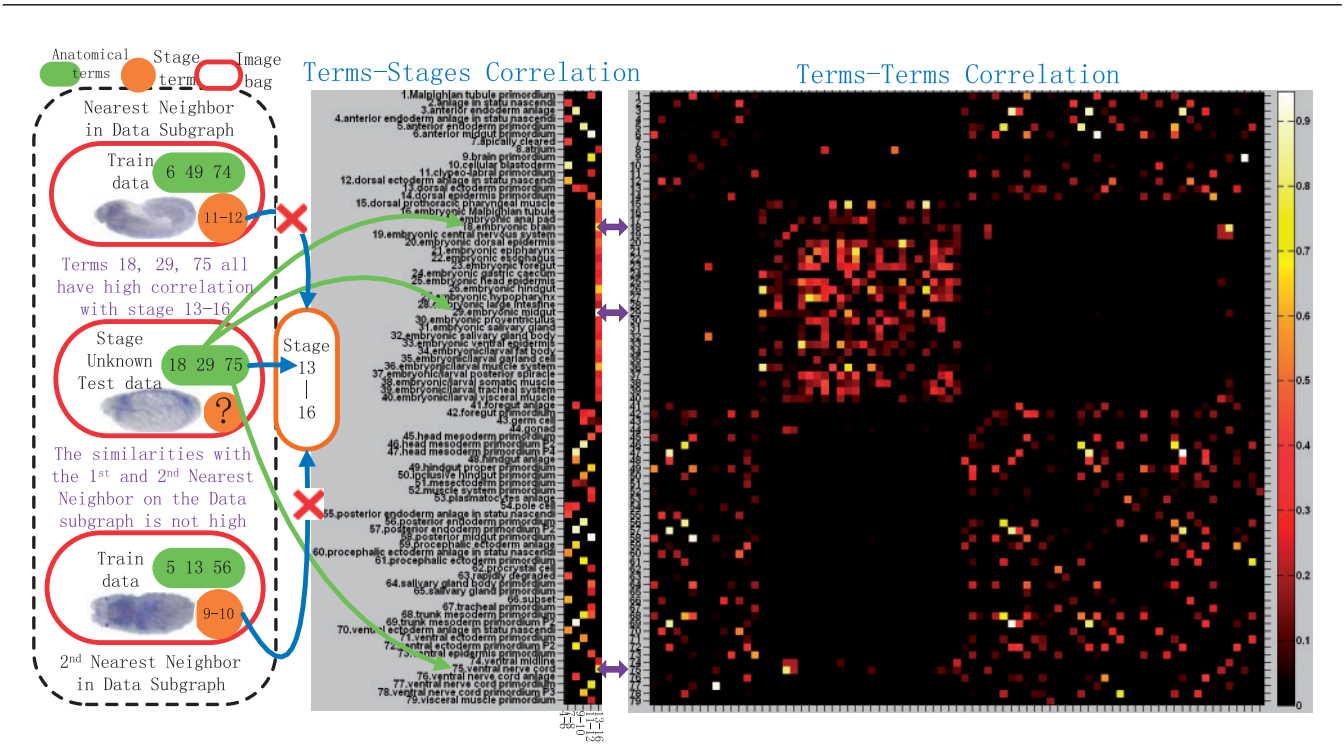 Anatomical terms
Stage term
Image bag
Nearest Neighbor
in Data Subgraph
Train
data
6 49 74
11-12
Terms 18, 29, 75 all
have high correlation
with stage 13-16
Stage
Unknown
Test data
18 29 75
?
The similarities with
the 1st and 2nd Nearest
Neighbor on the Data
subgraph is not high
Train
data
5 13 56
9-10
2nd Nearest Neighbor
in Data Subgraph
Stage
13
|
16
Terms-Stages Correlation
1.Malpighian tubule primordium
2.anlage in statu nascendi
3.anterior endoderm anlage
4.anterior endoderm anlage in statu nascendi
5.anterior endoderm primordium
6.anterior midgut primordium
7.apically cleared
8.atrium
9.brain primordium
10.cellular blastoderm
11.clypeo-labral primordium
12.dorsal ectoderm anlage in statu nascendi
13.dorsal ectoderm primordium
14.dorsal epidermis primordium
15.dorsal prothoracic pharyngeal muscle
16.embryonic Malpighian tubule
embryonic anal pad
18.embryonic brain
19.embryonic central nervous system
20.embryonic dorsal epidermis
21.embryonic epipharynx
22.embryonic esophagus
23.embryonic foregut
24.embryonic gastric caecum
25.embryonic head epidermis
26.embryonic hindgut
27.embryonic hypopharynx
28.embryonic large intestine
29.embryonic midgut
30.embryonic proventriculus
31.embryonic salivary gland
32.embryonic salivary gland body
33.embryonic ventral epidermis
34.embryonic/larval fat body
35.embryonic/larval garland cell
36.embryonic/larval muscle system
37.embryonic/larval posterior spiracle
38.embryonic/larval somatic muscle
39.embryonic/larval tracheal system
40.embryonic/larval visceral muscle
41.foregut anlage
42.foregut primordium
43.germ cell
44.gonad
45.head mesoderm primordium
46.head mesoderm primordium P2
47.head mesoderm primordium P4
48.hindgut anlage
49.hindgut proper primordium
50.inclusive hindgut primordium
51.mesectoderm primordium
52.muscle system primordium
53.plasmatocytes anlage
54.pole cell
55.posterior endoderm anlage in statu nascendi
56.posterior endoderm primordium
57.posterior endoderm primordium P2
58.posterior midgut primordium
59.procephalic ectoderm anlage
60.procephalic ectoderm anlage in statu nascendi
61.procephalic ectoderm primordium
62.procrystal cell
63.rapidly degraded
64.salivary gland body primordium
65.salivary gland primordium
66.subset
67.tracheal primordium
68.trunk mesoderm primordium
69.trunk mesoderm primordium P2
70.ventral ectoderm anlage in statu nascendi
71.ventral ectoderm primordium
72.ventral ectoderm primordium P2
73.ventral epidermis primordium
74.ventral midline
75.ventral nerve cord
76.ventral nerve cord anlage
77.ventral nerve cord primordium
78.ventral nerve cord primordium P3
79.visceral muscle primordium
4-6
7-8
9-10
11-12
13-16
Terms-Terms Correlation
0.9
0.8
0.7
0.6
0.5
0.4
0.3
0.2
0.1
0